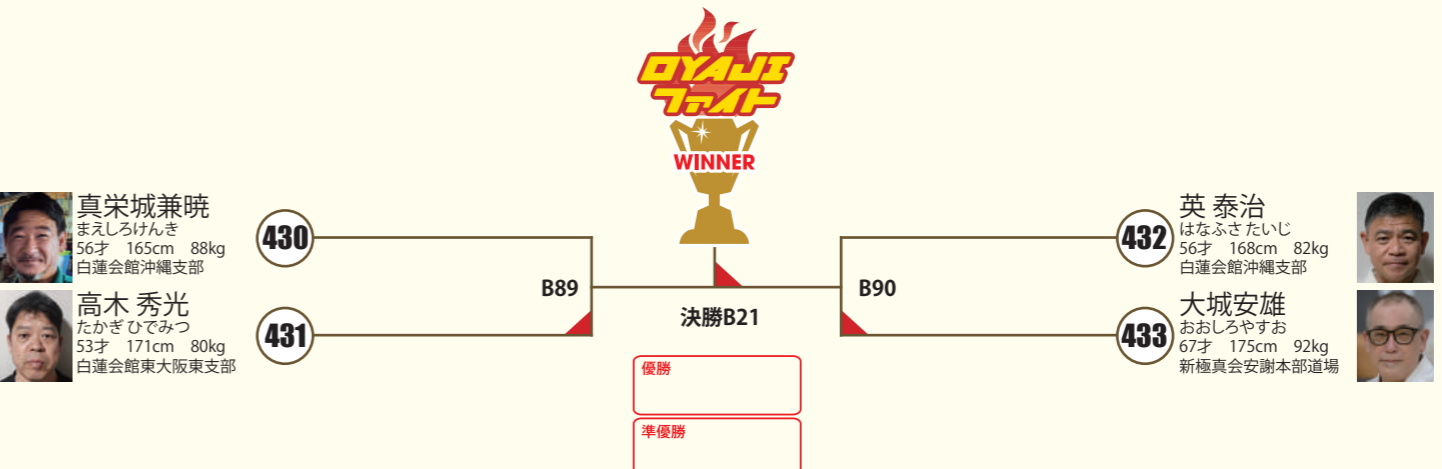 OYAJI
ファイト
WINNER
真栄城兼暁
まえしろけんき
56才 165cm 88kg
白蓮会館沖縄支部
430
高木 秀光
たかぎ ひでみつ
53才 171cm 80kg
白蓮会館東大阪東支部
431
B89
決勝B21
B90
英 泰治
はなふさ たいじ
56才 168cm 82kg
白蓮会館沖縄支部
432
大城安雄
おおしろやすお
67才 175cm 92kg
新極真会安謝本部道場
433
優勝
準優勝